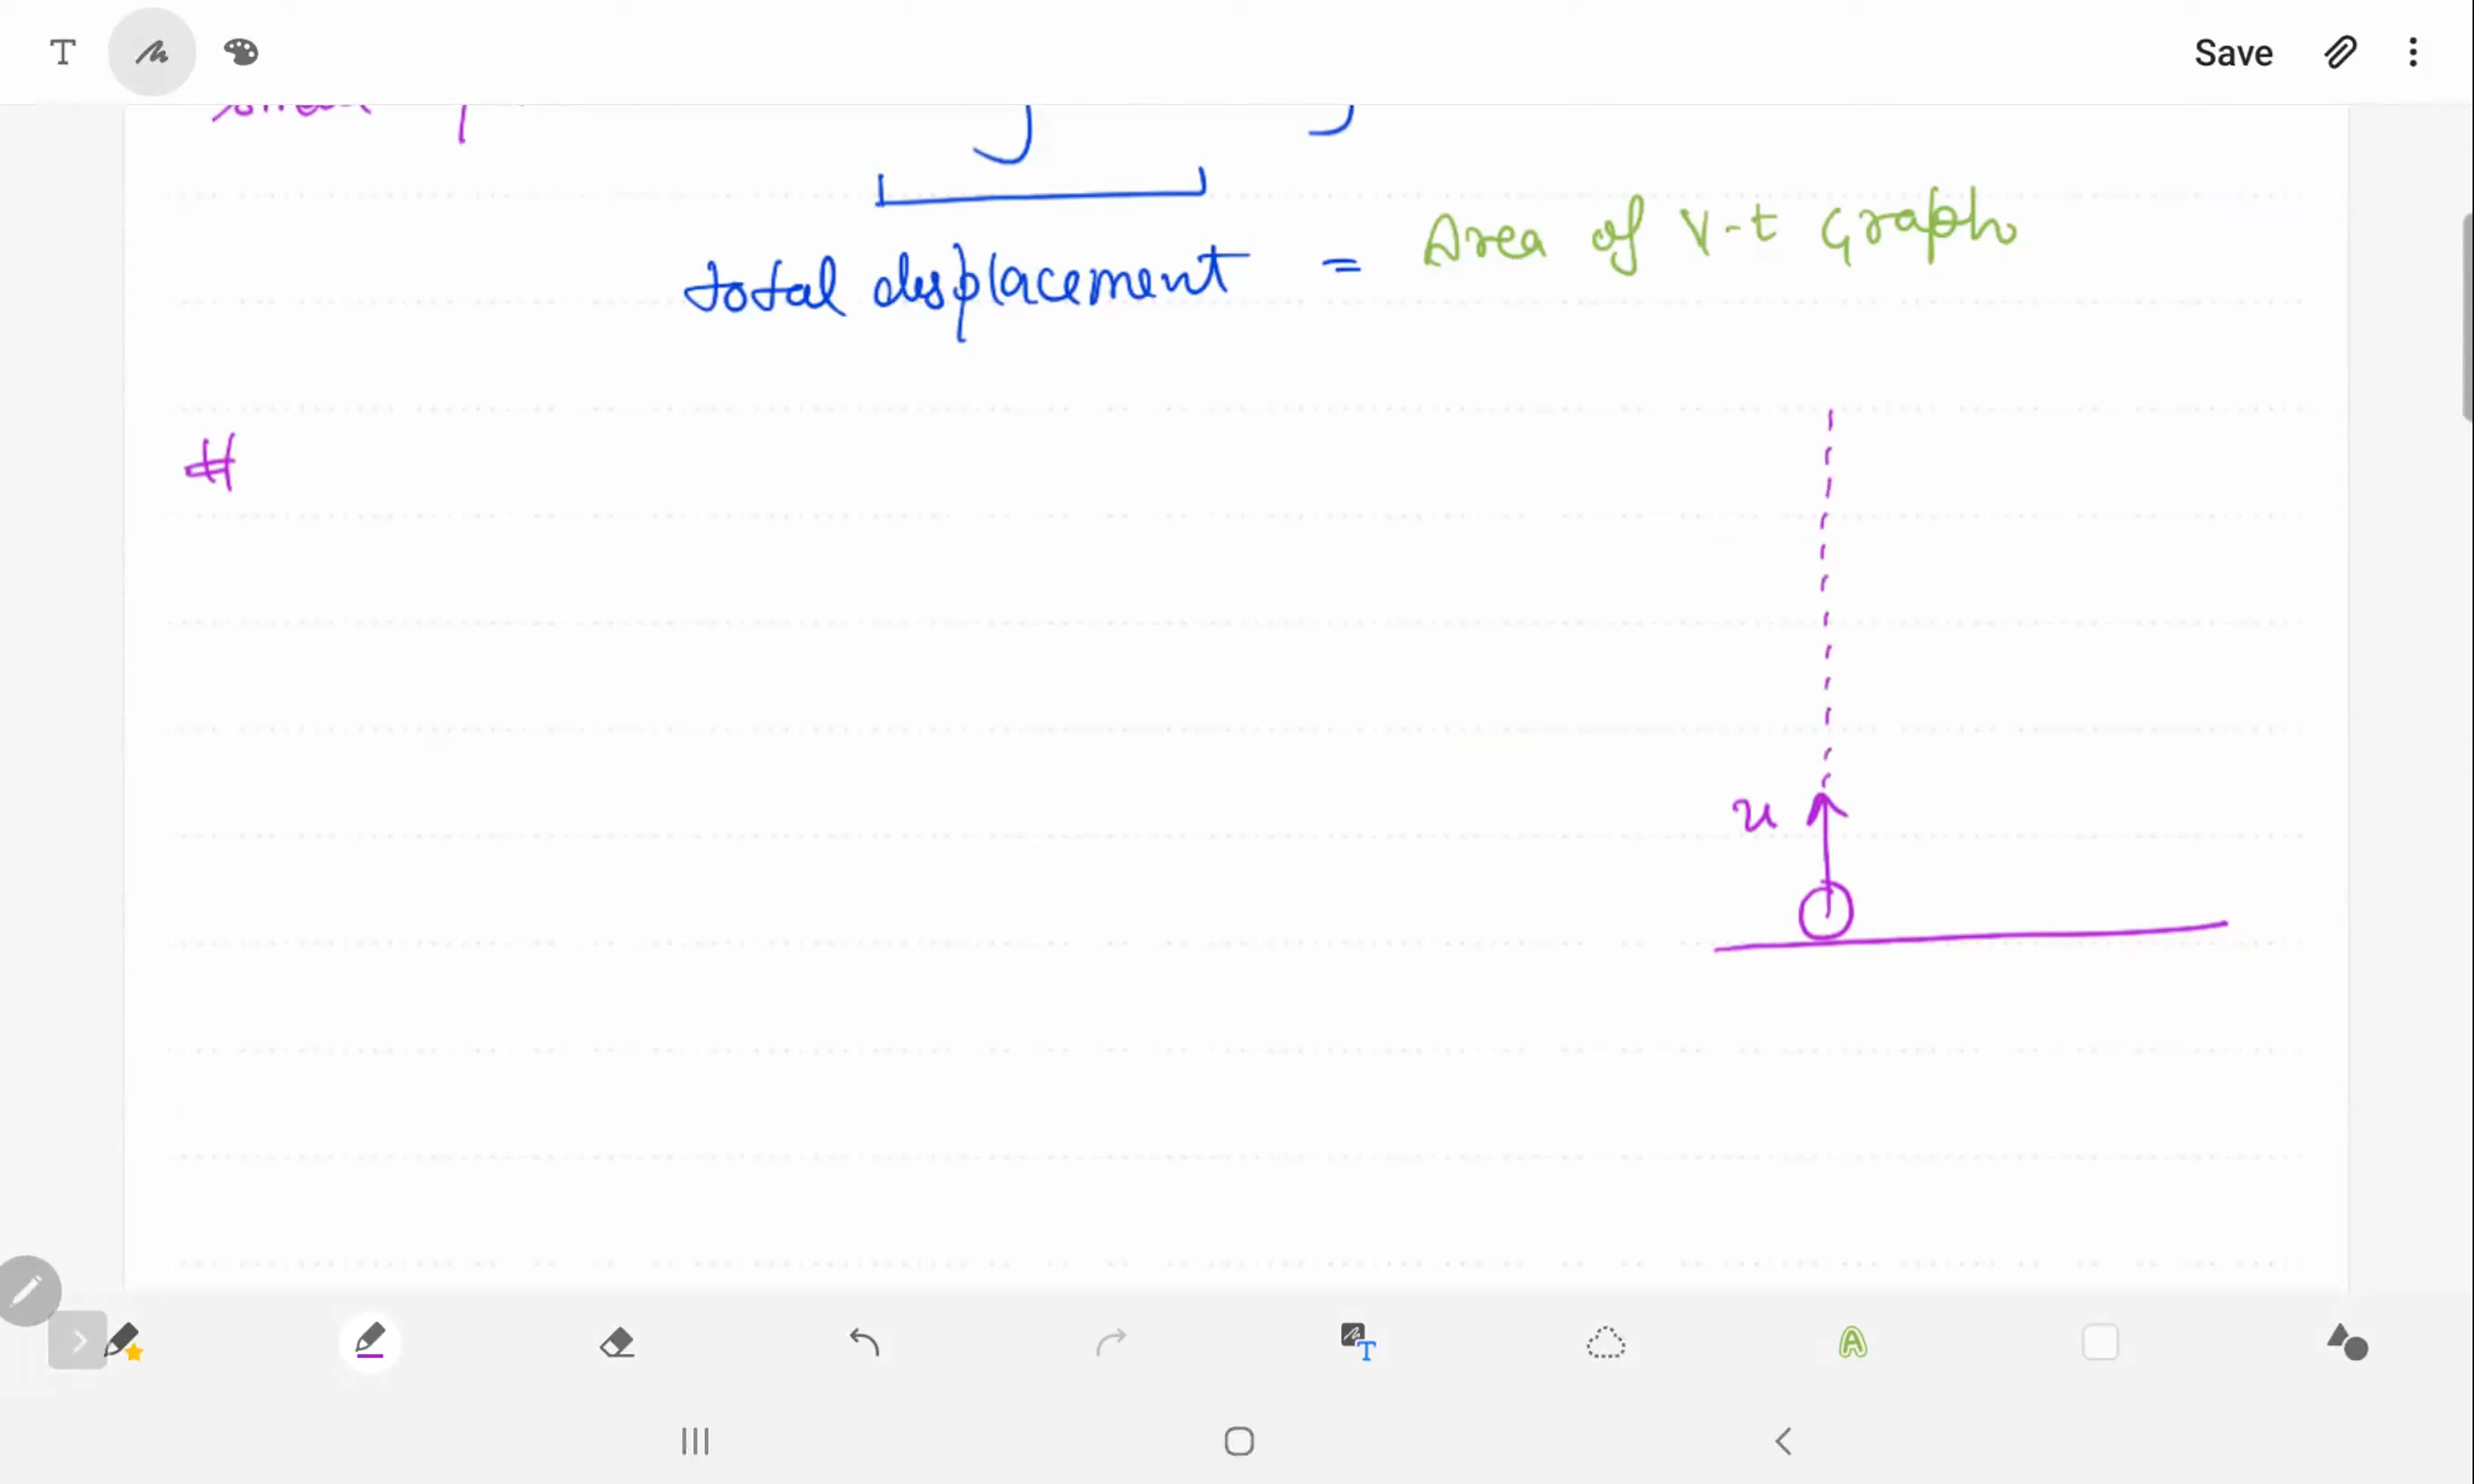 Save
total displacement = Area of v-t Graph
#
u